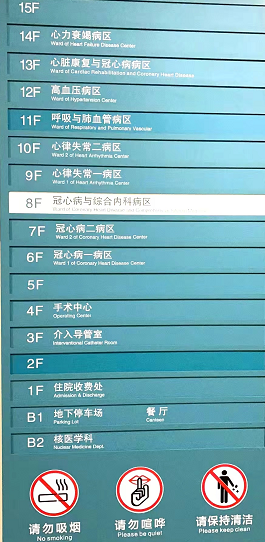 15F
14F 心力衰竭病区
Ward of Heart Failure Disease Center
13F 心脏康复与冠心病病区
Ward of Cardiac Rehabilitation and Coronary Heart Disease
12F 高血压病区
Ward of Hypertension Center
11F 呼吸与肺血管病区
Ward of Respiratory and Pulmonary Vascular
10F 心律失常二病区
Ward 2 of Heart Arrhythmia Center
9F 心律失常一病区
Ward 1 of Heart Arrhythmia Center
8F 冠心病与综合内科病区
7F 冠心病二病区
Ward 2 of Coronary Heart Disease Center
6F 冠心病一病区
Ward 1 of Coronary Heart Disease Center
5F
4F 手术中心
Operating Center
3F 介入导管室
Interventional Catheter Room
2F
1F 住院收费处
Admission & Discharge
B1 地下停车场 餐厅
Parking Lot Canteen
B2 核医学科
Nuclear Medicine Dept.
请勿吸烟 请勿喧哗 请保持清洁
No smoking Please be quiet Please keep clean